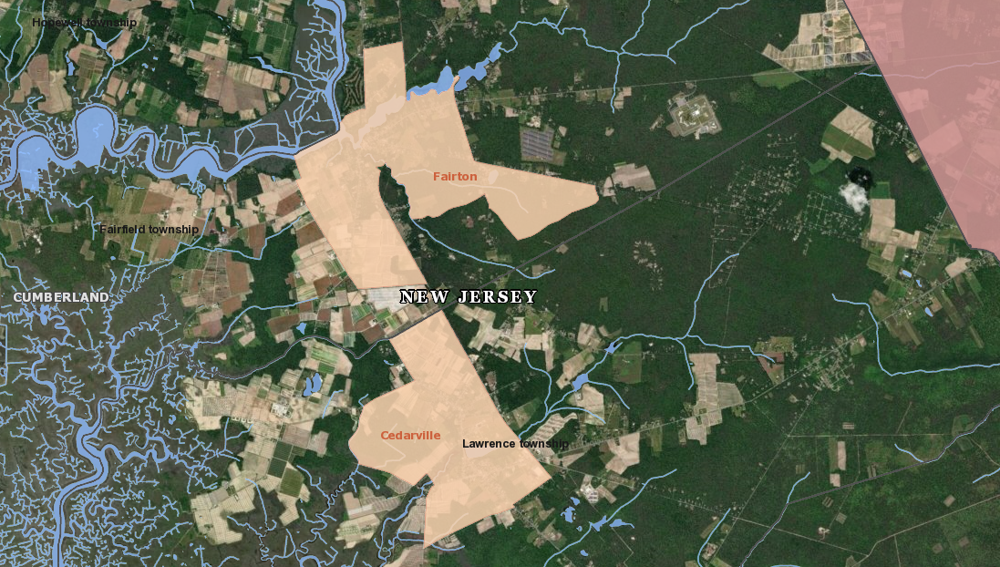 Hopewell township
Fairton
Fairfield township
CUMBERLAND
NEW JERSEY
Cedarville
Lawrence township